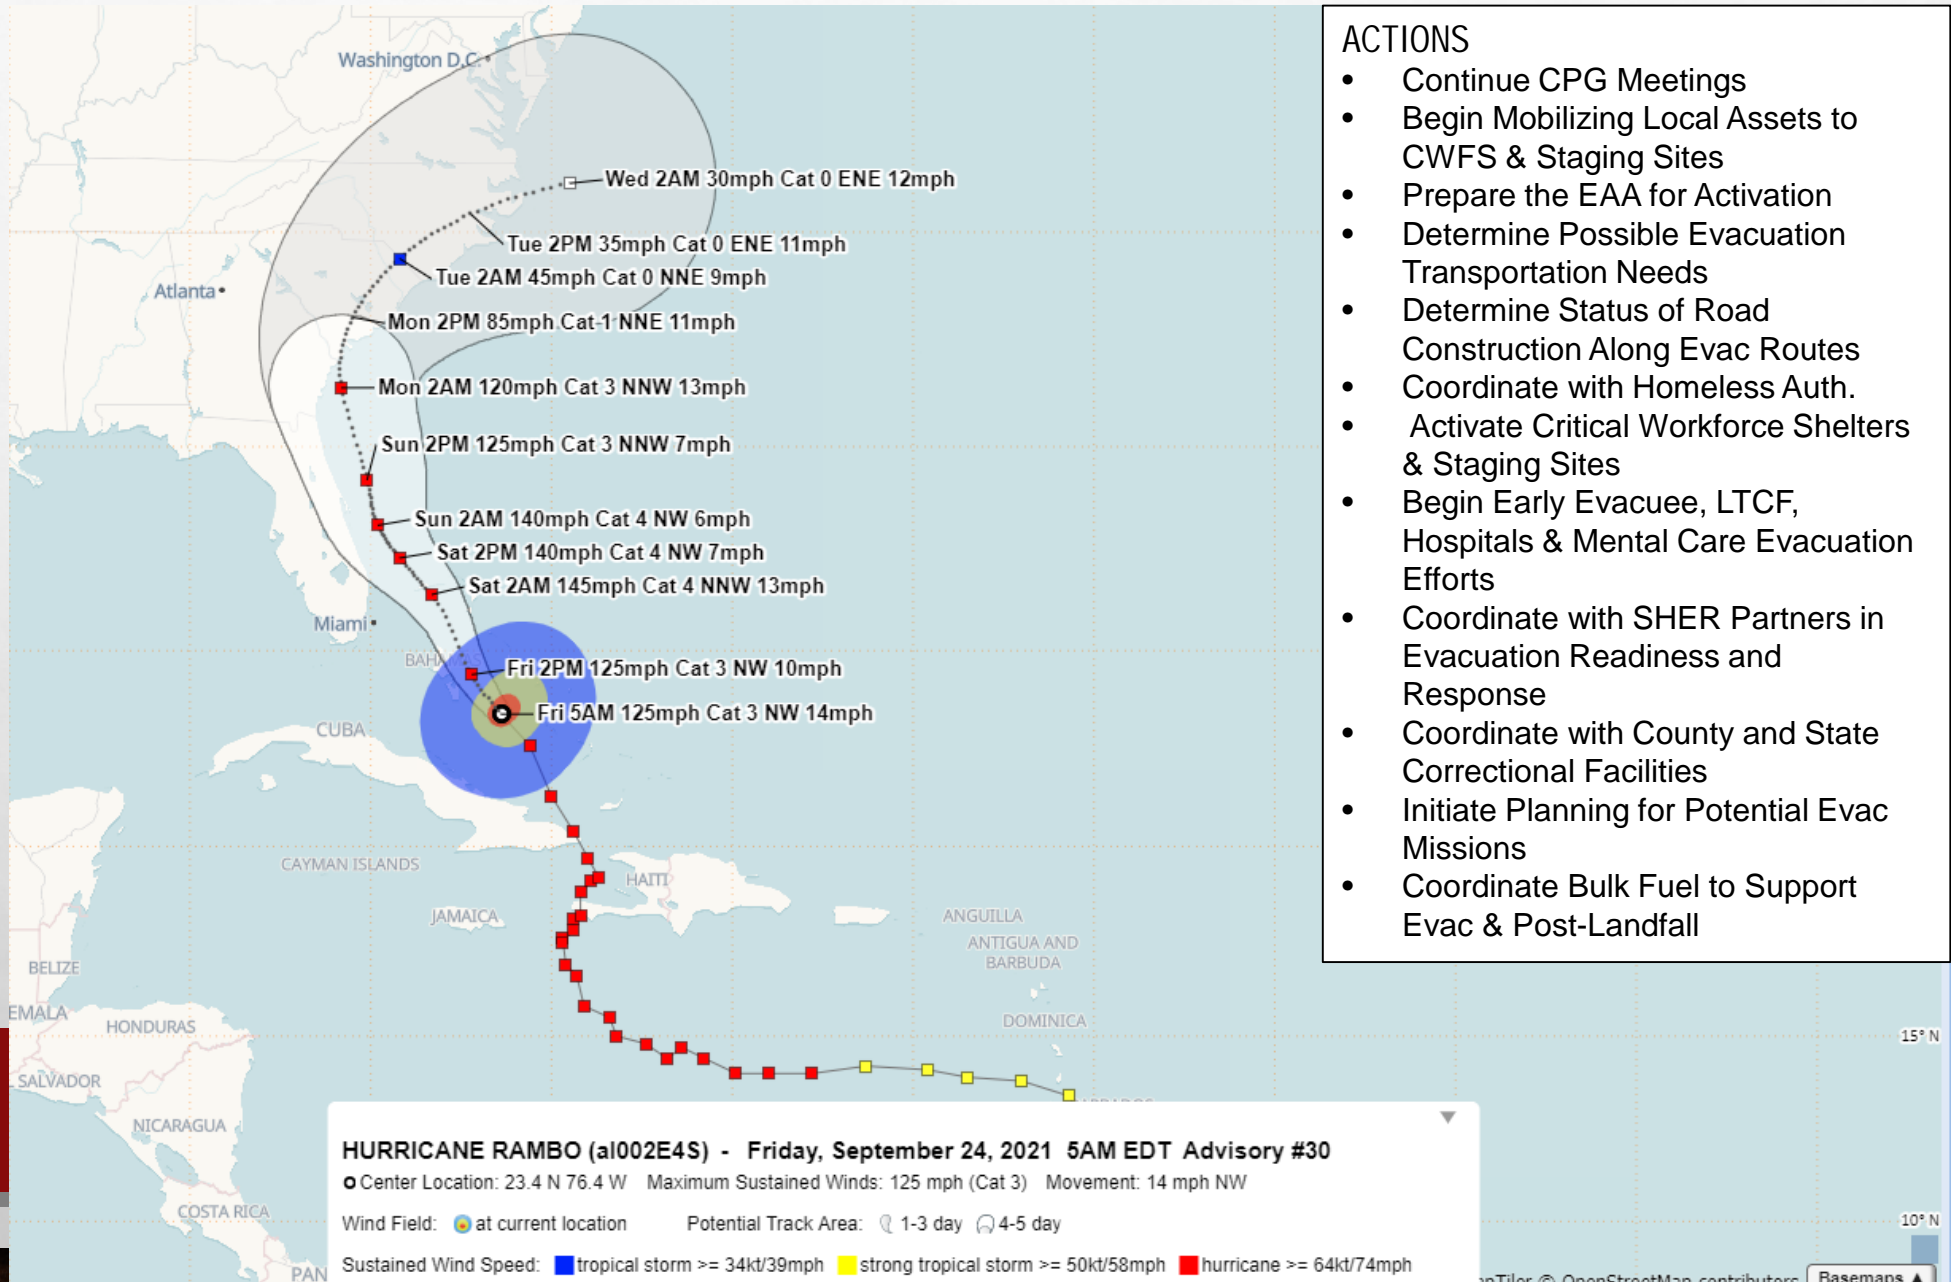 Washington D.C.
Wed 2AM 30mph Cat 0 ENE 12mph
Tue 2PM 35mph Cat 0 ENE 11mph
Tue 2AM 45mph Cat 0 NNE 9mph
Atlanta
Mon 2PM 85mph Cat 1 NNE 11mph
Mon 2AM 120mph Cat 3 NNW 13mph
Sun 2PM 125mph Cat 3 NNW 7mph
Sun 2AM 140mph Cat 4 NW 6mph
Sat 2PM 140mph Cat 4 NW 7mph
Sat 2AM 145mph Cat 4 NNW 13mph
Miami
Fri 2PM 125mph Cat 3 NW 10mph
Fri 5AM 125mph Cat 3 NW 14mph
CUBA
CAYMAN ISLANDS
HAITI
JAMAICA
ANGUILLA
ANTIGUA AND
BARBUDA
BELIZE
EMALA
HONDURAS
DOMINICA
15° N
SALVADOR
NICARAGUA
COSTA RICA
10° N
PAN
ACTIONS
• Continue CPG Meetings
• Begin Mobilizing Local Assets to
CWFS & Staging Sites
• Prepare the EAA for Activation
• Determine Possible Evacuation
Transportation Needs
• Determine Status of Road
Construction Along Evac Routes
• Coordinate with Homeless Auth.
• Activate Critical Workforce Shelters
& Staging Sites
• Begin Early Evacuee, LTCF,
Hospitals & Mental Care Evacuation
Efforts
• Coordinate with SHER Partners in
Evacuation Readiness and
Response
• Coordinate with County and State
Correctional Facilities
• Initiate Planning for Potential Evac
Missions
• Coordinate Bulk Fuel to Support
Evac & Post-Landfall
HURRICANE RAMBO (al002E4S) - Friday, September 24, 2021 5AM EDT Advisory #30
Center Location: 23.4 N 76.4 W Maximum Sustained Winds: 125 mph (Cat 3) Movement: 14 mph NW
Wind Field: at current location Potential Track Area: 1-3 day 4-5 day
Sustained Wind Speed: tropical storm >= 34kt/39mph strong tropical storm >= 50kt/58mph hurricane >= 64kt/74mph
OpenStreetMap contributors
Basemaps ▲